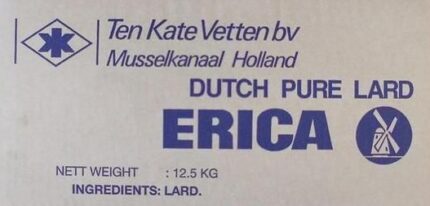 Ten Kate Vetten bv
Musselkanaal Holland
DUTCH PURE LARD
ERICA
NETT WEIGHT : 12.5 KG
INGREDIENTS: LARD.